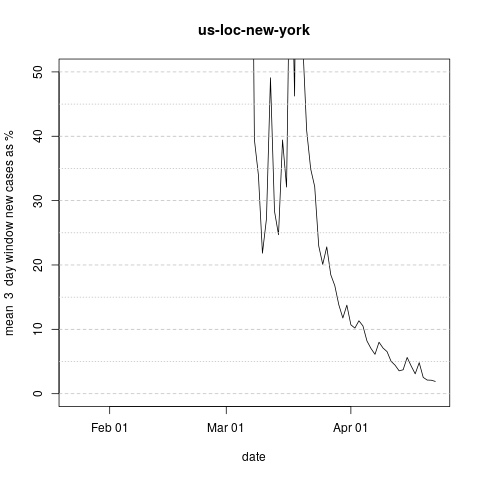 us-loc-new-york
mean  3  day window new cases as %
50
40
30
20
10
0
Feb 01
Mar 01
Apr 01
date